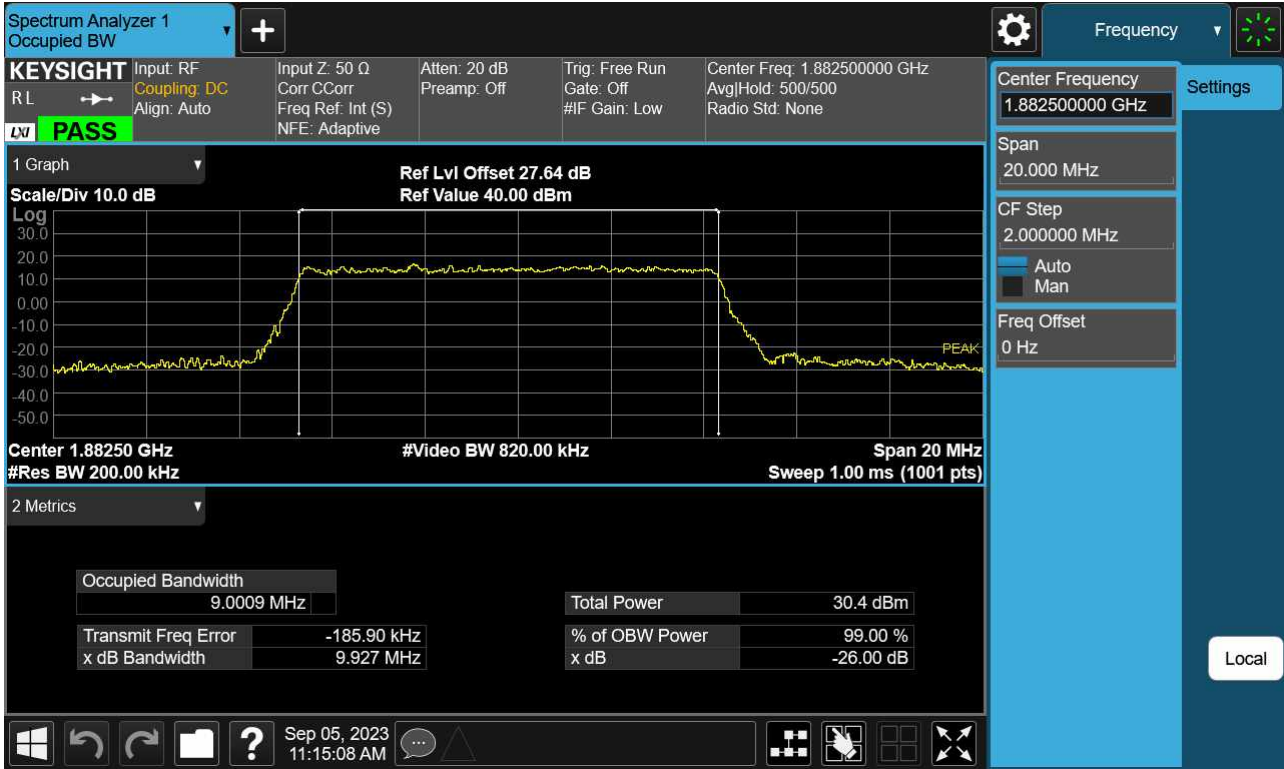 Spectrum Analyzer 1
Occupied BW
Frequency
KEYSIGHT
R L
LXI
PASS
Input: RF
Coupling: DC
Align: Auto
Input Z: 50 Ω
Corr CCorr
Freq Ref: Int (S)
NFE: Adaptive
Atten: 20 dB
Preamp: Off
Trig: Free Run
Gate: Off
#IF Gain: Low
Center Freq: 1.882500000 GHz
Avg|Hold: 500/500
Radio Std: None
Center Frequency
1.882500000 GHz
Settings
Span
20.000 MHz
CF Step
2.000000 MHz
Auto
Man
Freq Offset
0 Hz
Local
1 Graph
Ref Lvl Offset 27.64 dB
Scale/Div 10.0 dB
Ref Value 40.00 dBm
Log
30.0
20.0
10.0
0.00
-10.0
-20.0
-30.0
-40.0
-50.0
PEAK
Center 1.88250 GHz
#Video BW 820.00 kHz
Span 20 MHz
#Res BW 200.00 kHz
Sweep 1.00 ms (1001 pts)
2 Metrics
Occupied Bandwidth
9.0009 MHz
Total Power 30.4 dBm
Transmit Freq Error -185.90 kHz
% of OBW Power 99.00 %
x dB Bandwidth 9.927 MHz
x dB -26.00 dB
?
Sep 05, 2023
11:15:08 AM